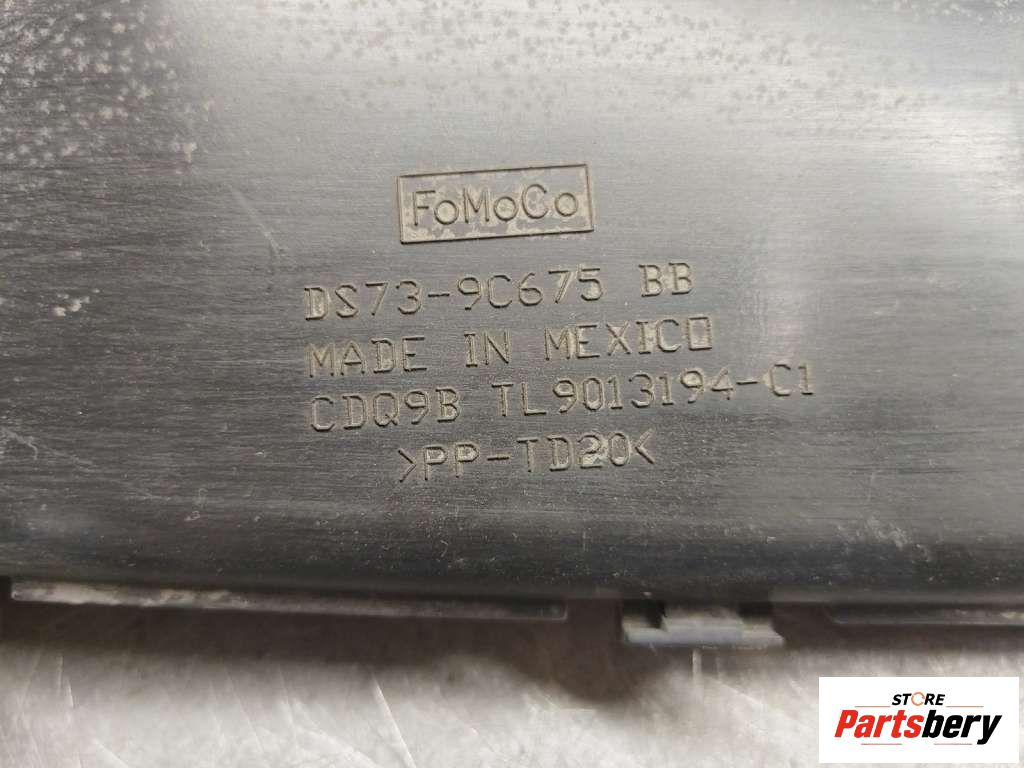 FoMoCo
DS73-9C675 BB
MADE IN MEXICO
CDQ9B TL9013194-C1
>PP-TD20<
STORE
Partsbery